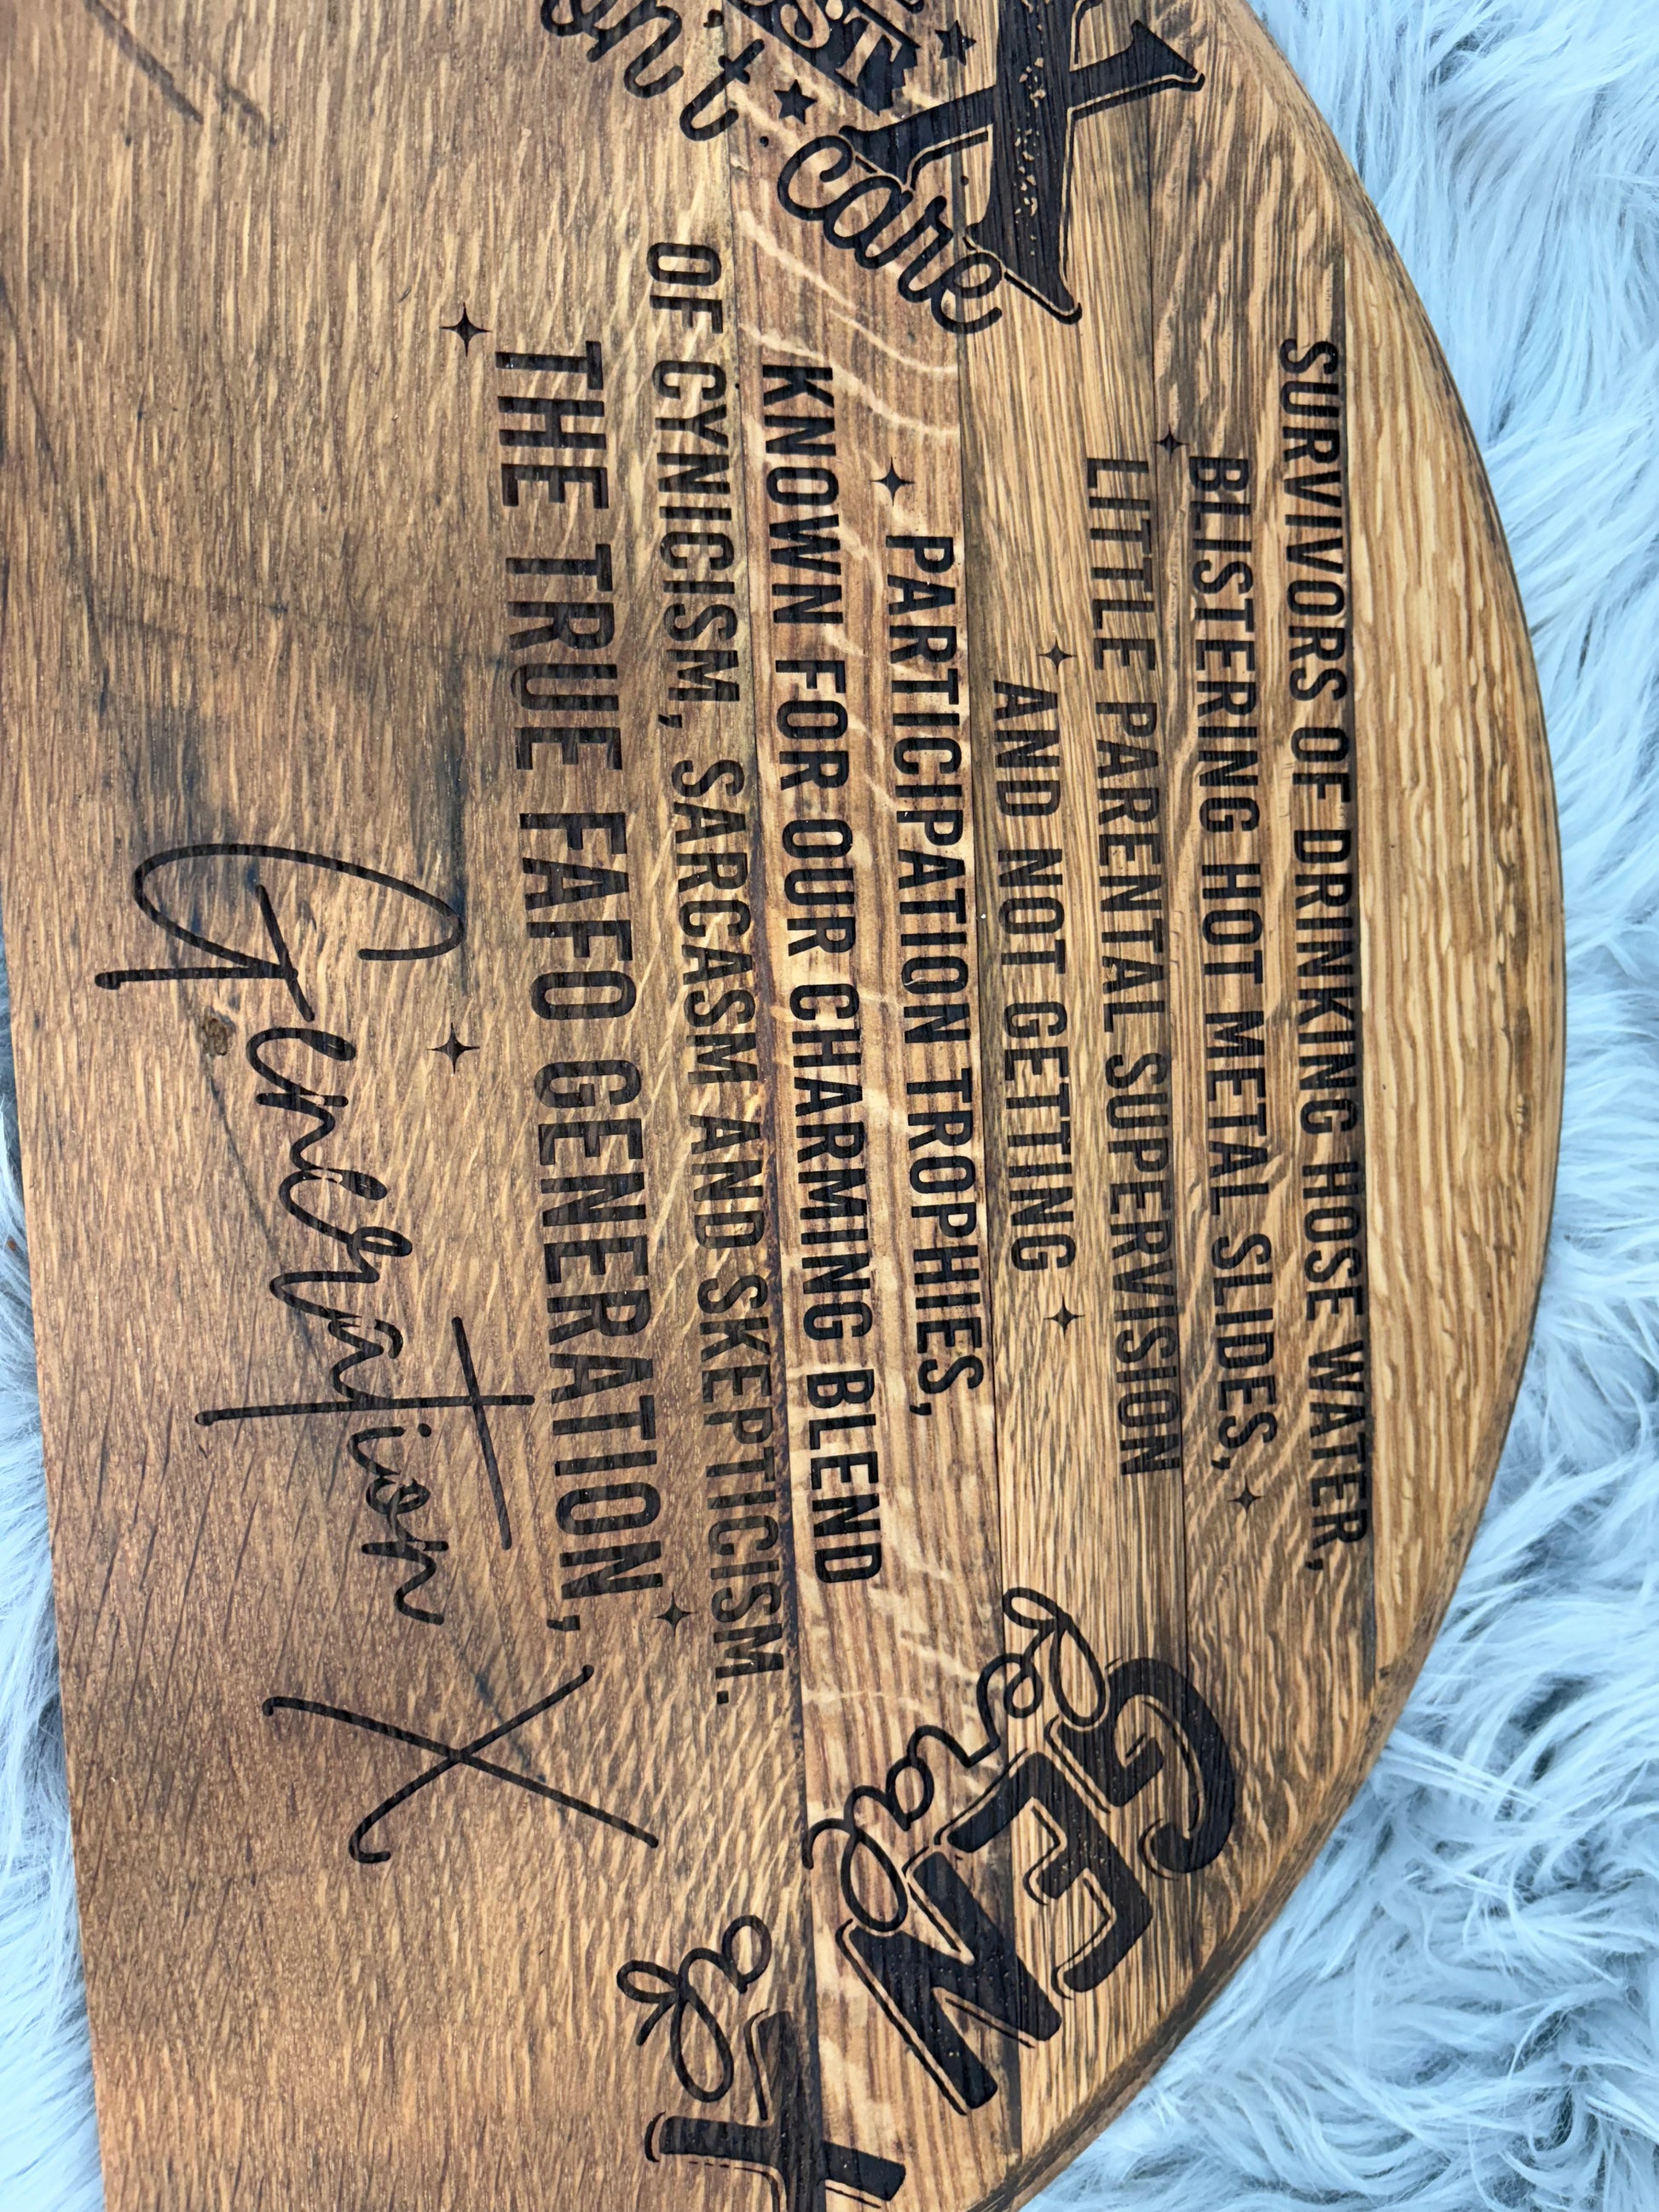 SURVIVORS OF DRINKING HOSE WATER,
BLISTERING HOT METAL SLIDES,
LITTLE PARENTAL SUPERVISION
AND NOT GETTING
PARTICIPATION TROPHIES,
KNOWN FOR OUR CHARMING BLEND
OF CYNICISM, SARCASM AND SKEPTICISM.
THE TRUE FAFO GENERATION,
Generation X
X
care
GEN